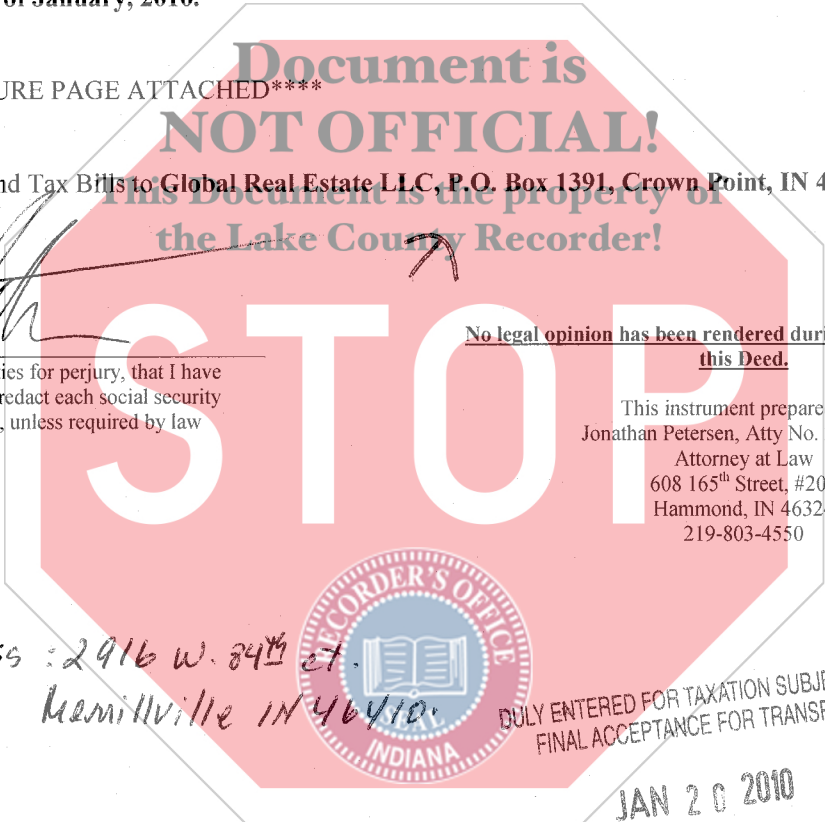 of January, 2010.
URE PAGE ATTACHED****
Document is
NOT OFFICIAL!
nd Tax Bills to Global Real Estate LLC, P.O. Box 1391, Crown Point, IN 4
This Document is the property of
the Lake County Recorder!
STOP
No legal opinion has been rendered duri
this Deed.
ies for perjury, that I have
redact each social security
, unless required by law
This instrument prepare
Jonathan Petersen, Atty No.
Attorney at Law
608 165th Street, #20
Hammond, IN 4632
219-803-4550
RECORDER'S OFFICE
SEAL
INDIANA
ss : 2916 W. 84th ct.
Merrillville IN 46410.
DULY ENTERED FOR TAXATION SUBJE
FINAL ACCEPTANCE FOR TRANSF
JAN 20 2010